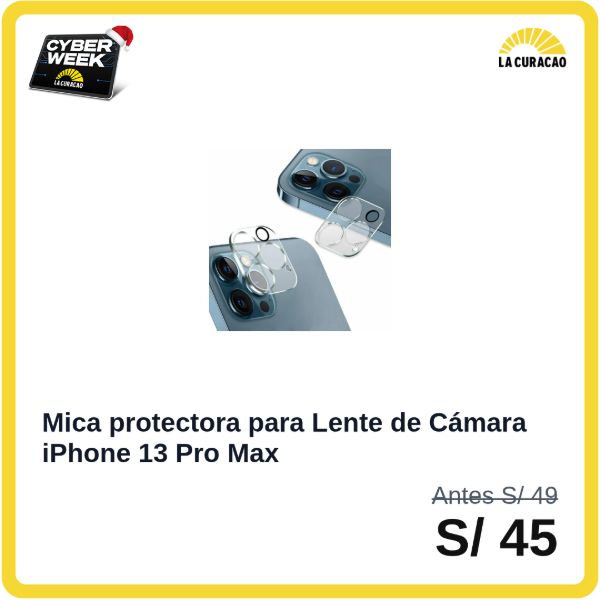 CYBER
WEEK
LA CURACAO
LA CURACAO
Mica protectora para Lente de Cámara
iPhone 13 Pro Max
Antes S/ 49
S/ 45